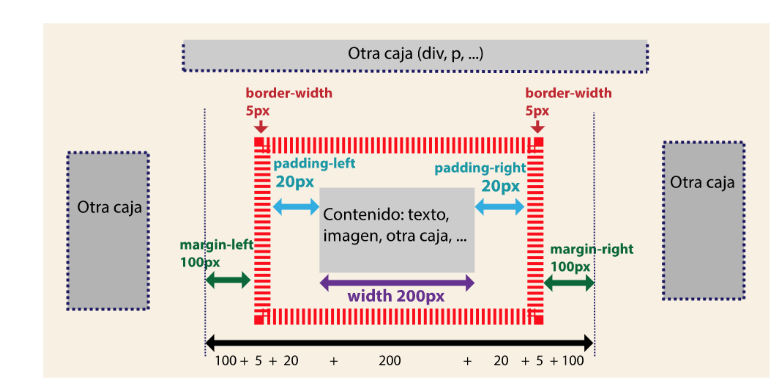 Otra caja (div, p, ...)
border-width
5px
border-width
5px
padding-left
20px
padding-right
20px
Otra caja
Otra caja
Contenido: texto,
imagen, otra caja, ...
margin-left
100px
margin-right
100px
width 200px
100 + 5 + 20 + 200 + 20 + 5 + 100